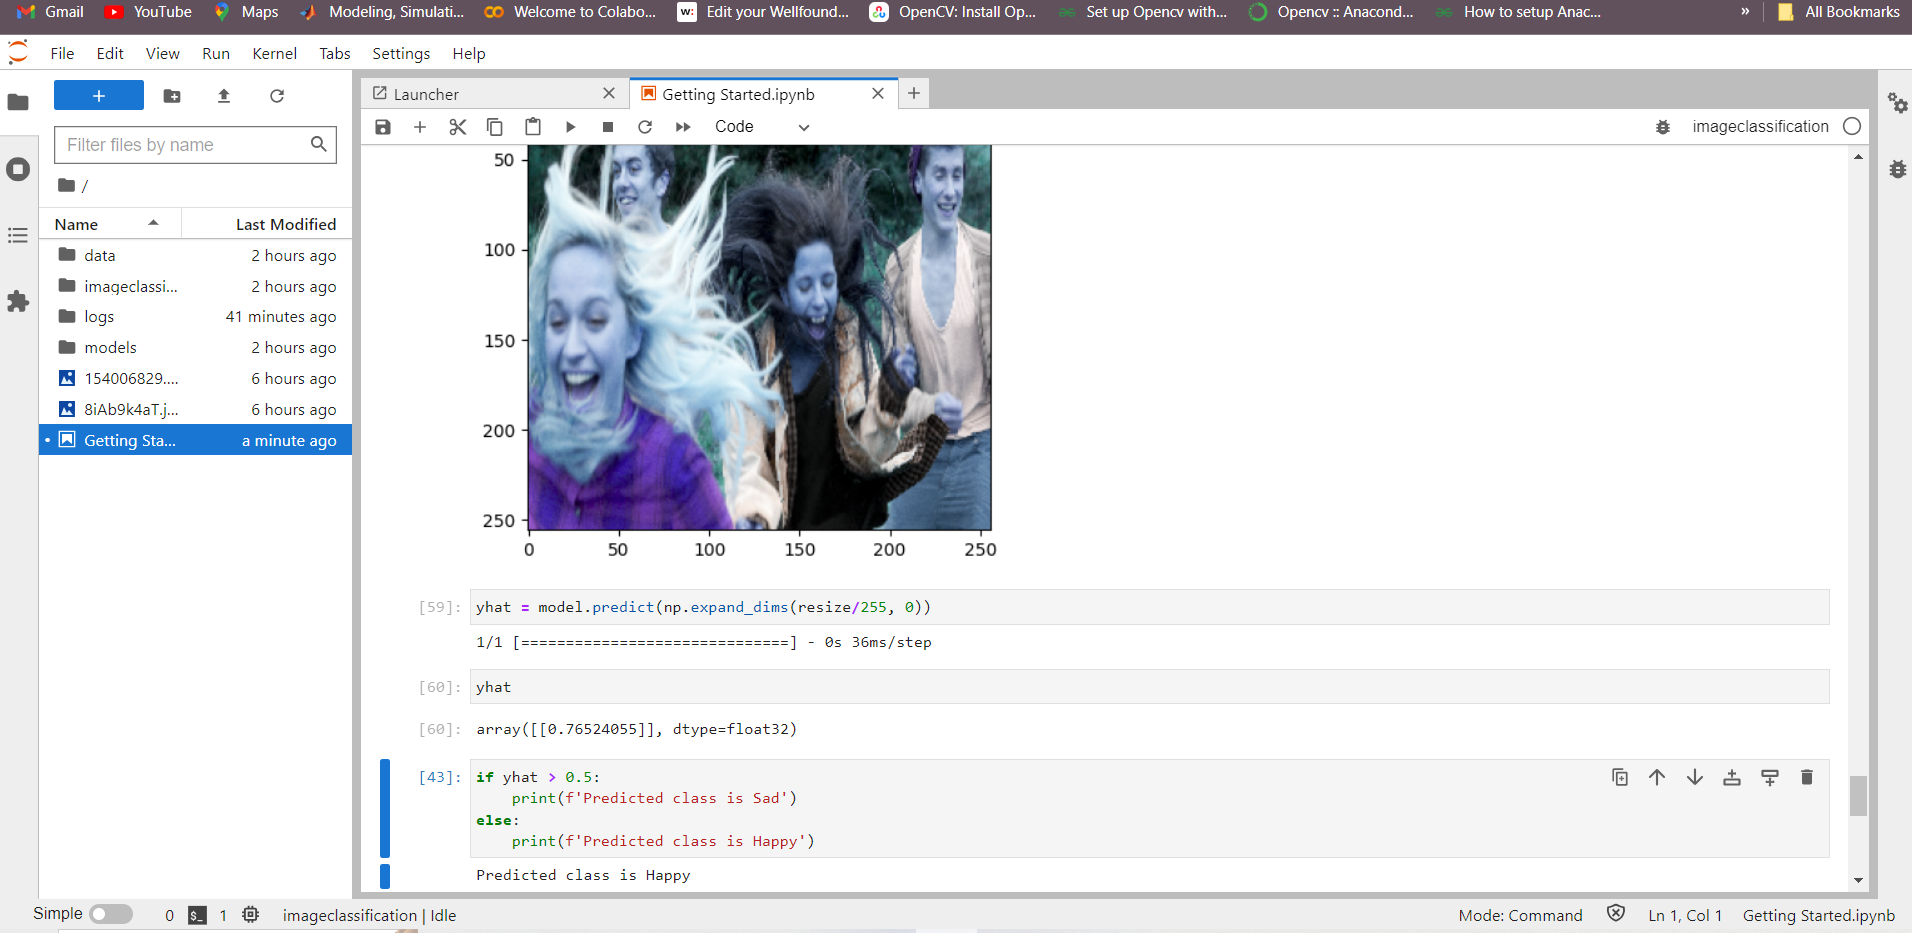 Gmail YouTube Maps Modeling, Simulati... Welcome to Colabo... w: Edit your Wellfound... OpenCV: Install Op... Set up Opencv with... Opencv :: Anacond... How to setup Anac... » All Bookmarks
File Edit View Run Kernel Tabs Settings Help
+
Filter files by name
/
Name Last Modified
data 2 hours ago
imageclassi... 2 hours ago
logs 41 minutes ago
models 2 hours ago
154006829.... 6 hours ago
8iAb9k4aT.j... 6 hours ago
• Getting Sta... a minute ago
Launcher Getting Started.ipynb +
Code imageclassification
50
100
150
200
250
0 50 100 150 200 250
[59]: yhat = model.predict(np.expand_dims(resize/255, 0))
1/1 [==============================] - 0s 36ms/step
[60]: yhat
[60]: array([[0.76524055]], dtype=float32)
[43]: if yhat > 0.5:
print(f'Predicted class is Sad')
else:
print(f'Predicted class is Happy')
Predicted class is Happy
Simple 0 $_ 1 imageclassification | Idle Mode: Command Ln 1, Col 1 Getting Started.ipynb